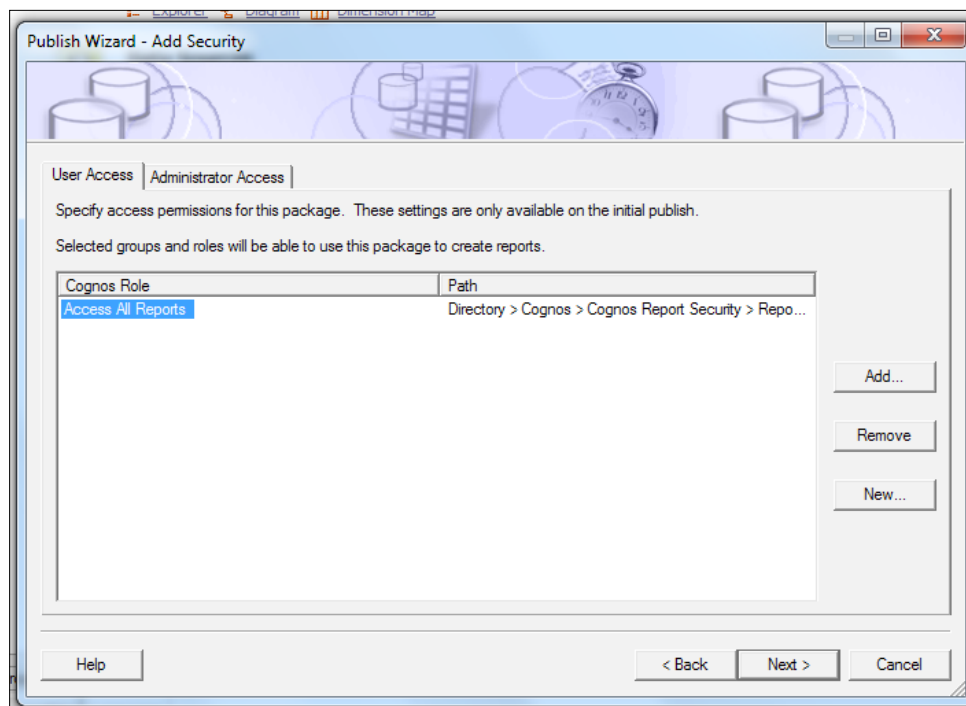 Explorer Diagram Dimension Map
Publish Wizard - Add Security
User Access Administrator Access
Specify access permissions for this package. These settings are only available on the initial publish.
Selected groups and roles will be able to use this package to create reports.
Cognos Role Path
Access All Reports Directory > Cognos > Cognos Report Security > Repo...
Add...
Remove
New...
Help < Back Next > Cancel